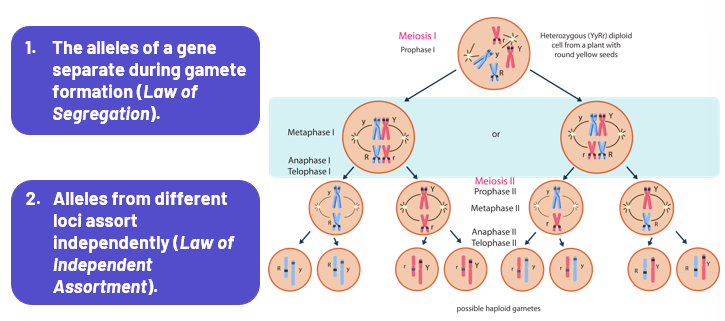 1. The alleles of a gene
separate during gamete
formation (Law of
Segregation).
2. Alleles from different
loci assort
independently (Law of
Independent
Assortment).
Meiosis I
Prophase I
Heterozygous (YyRr) diploid
cell from a plant with
round yellow seeds
r
Y
y
R
Metaphase I
y Y
R r
or
y Y
r R
Anaphase I
Telophase I
Meiosis II
Prophase II
Metaphase II
y
R
Y
r
y
r
Y
R
Anaphase II
Telophase II
R y
R y
r Y
r Y
r y
r y
R Y
R Y
possible haploid gametes